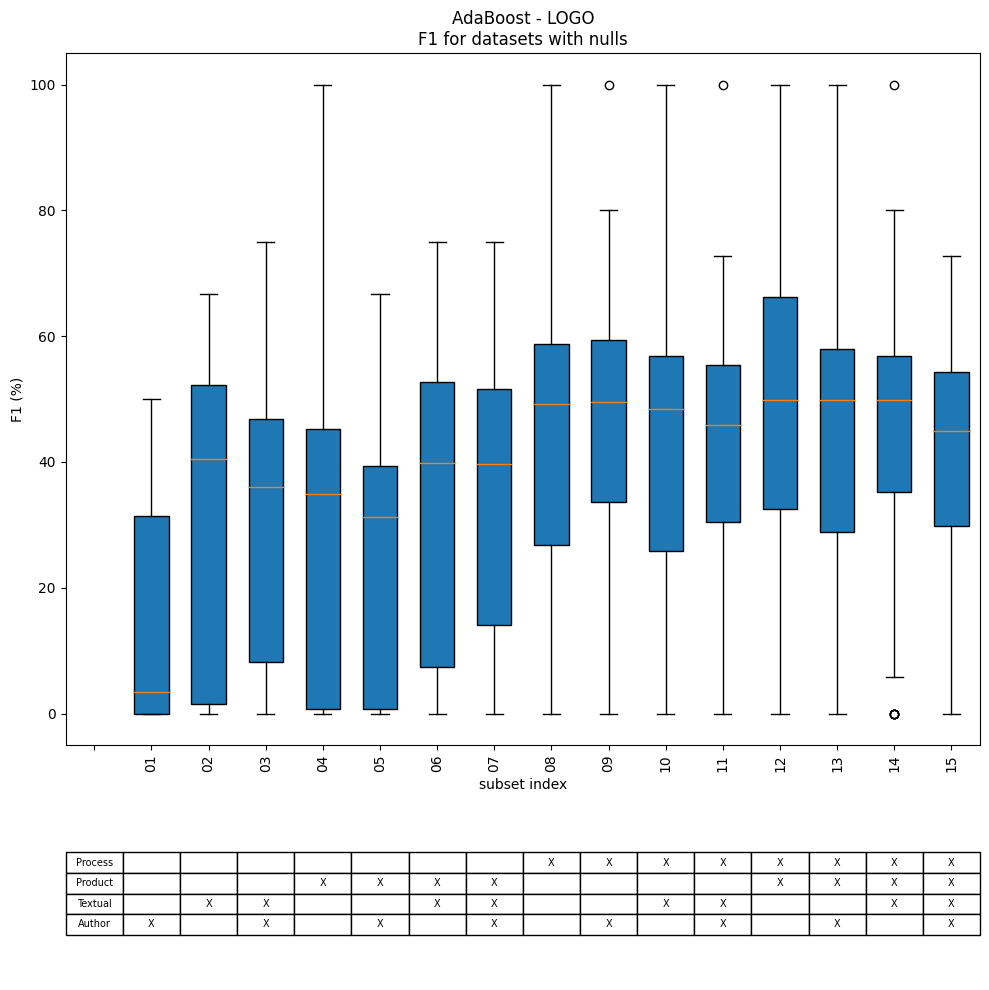 AdaBoost - LOGO
F1 for datasets with nulls
100
80
60
40
20
0
F1 (%)
01 02 03 04 05 06 07 08 09 10 11 12 13 14 15
subset index
Process X X X X X X X X
Product X X X X X X X X
Textual X X X X X X X X
Author X X X X X X X X